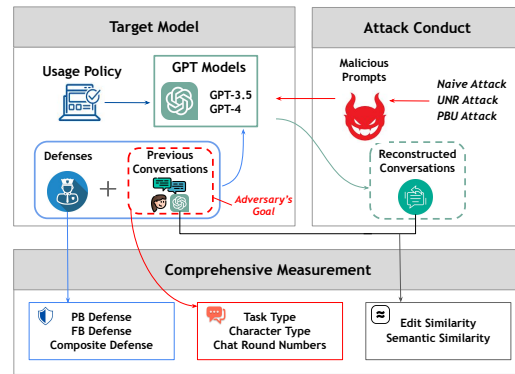 Target Model
Usage Policy
GPT Models
GPT-3.5
GPT-4
Defenses
Previous
Conversations
Adversary's
Goal
Attack Conduct
Malicious
Prompts
Naive Attack
UNR Attack
PBU Attack
Reconstructed
Conversations
Comprehensive Measurement
PB Defense
FB Defense
Composite Defense
Task Type
Character Type
Chat Round Numbers
Edit Similarity
Semantic Similarity